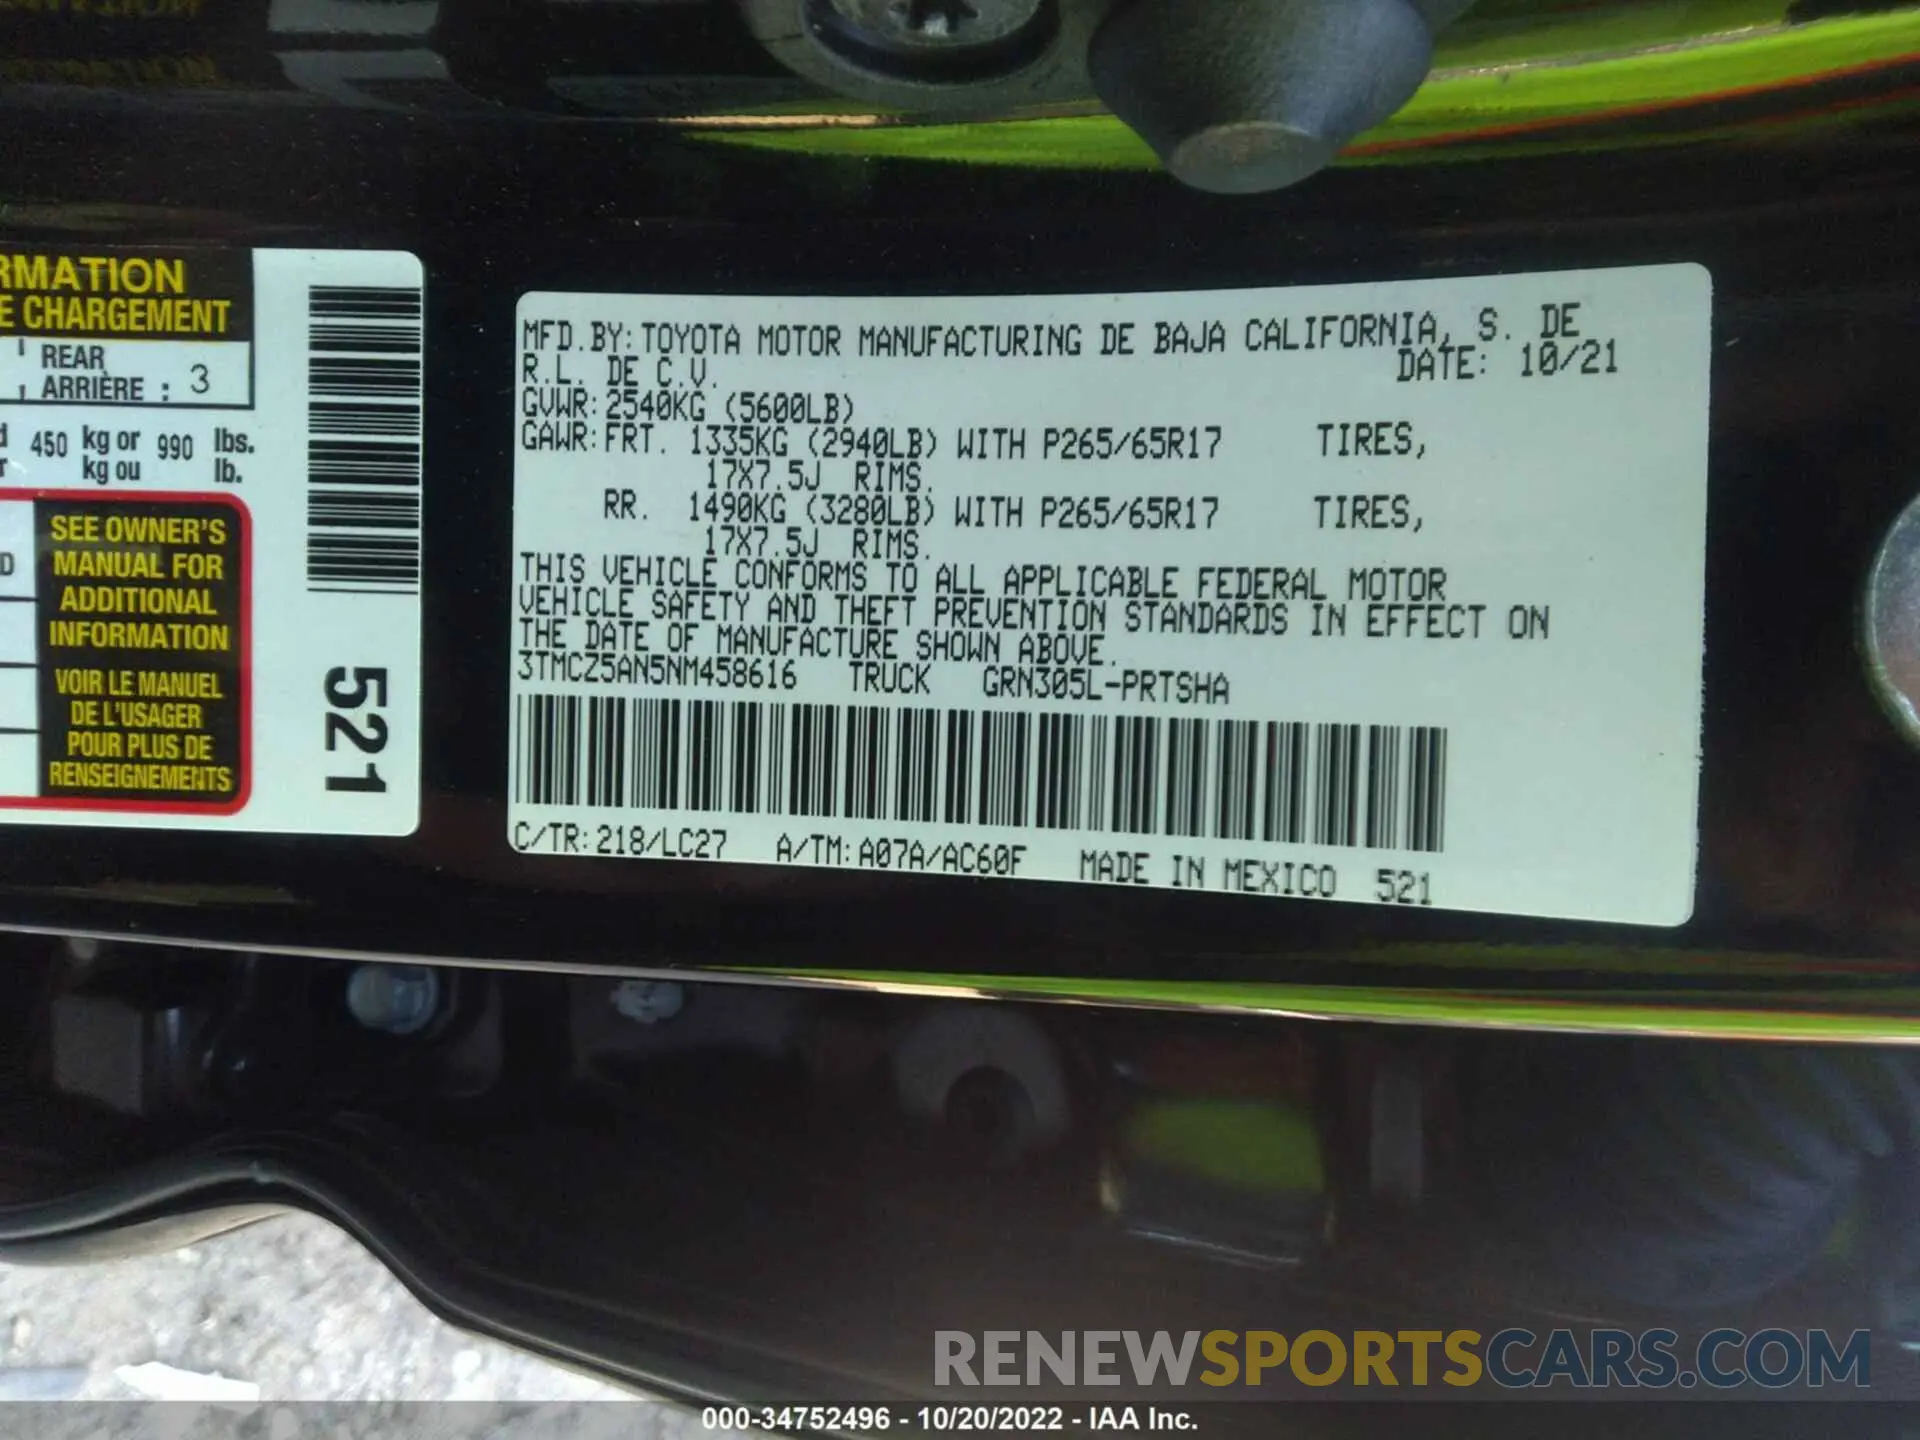 RMATION
E CHARGEMENT
REAR
ARRIÈRE : 3
450 kg or 990 lbs.
kg ou lb.
SEE OWNER'S
MANUAL FOR
ADDITIONAL
INFORMATION
VOIR LE MANUEL
DE L'USAGER
POUR PLUS DE
RENSEIGNEMENTS
521
MFD.BY:TOYOTA MOTOR MANUFACTURING DE BAJA CALIFORNIA, S. DE
R.L. DE C.V. DATE: 10/21
GVWR:2540KG (5600LB)
GAWR:FRT. 1335KG (2940LB) WITH P265/65R17 TIRES,
17X7.5J RIMS.
RR. 1490KG (3280LB) WITH P265/65R17 TIRES,
17X7.5J RIMS.
THIS VEHICLE CONFORMS TO ALL APPLICABLE FEDERAL MOTOR
VEHICLE SAFETY AND THEFT PREVENTION STANDARDS IN EFFECT ON
THE DATE OF MANUFACTURE SHOWN ABOVE.
3TMCZ5AN5NM458616 TRUCK GRN305L-PRTSHA
C/TR:218/LC27 A/TM:A07A/AC60F MADE IN MEXICO 521
RENEWSPORTSCARS.COM
000-34752496 - 10/20/2022 - IAA Inc.